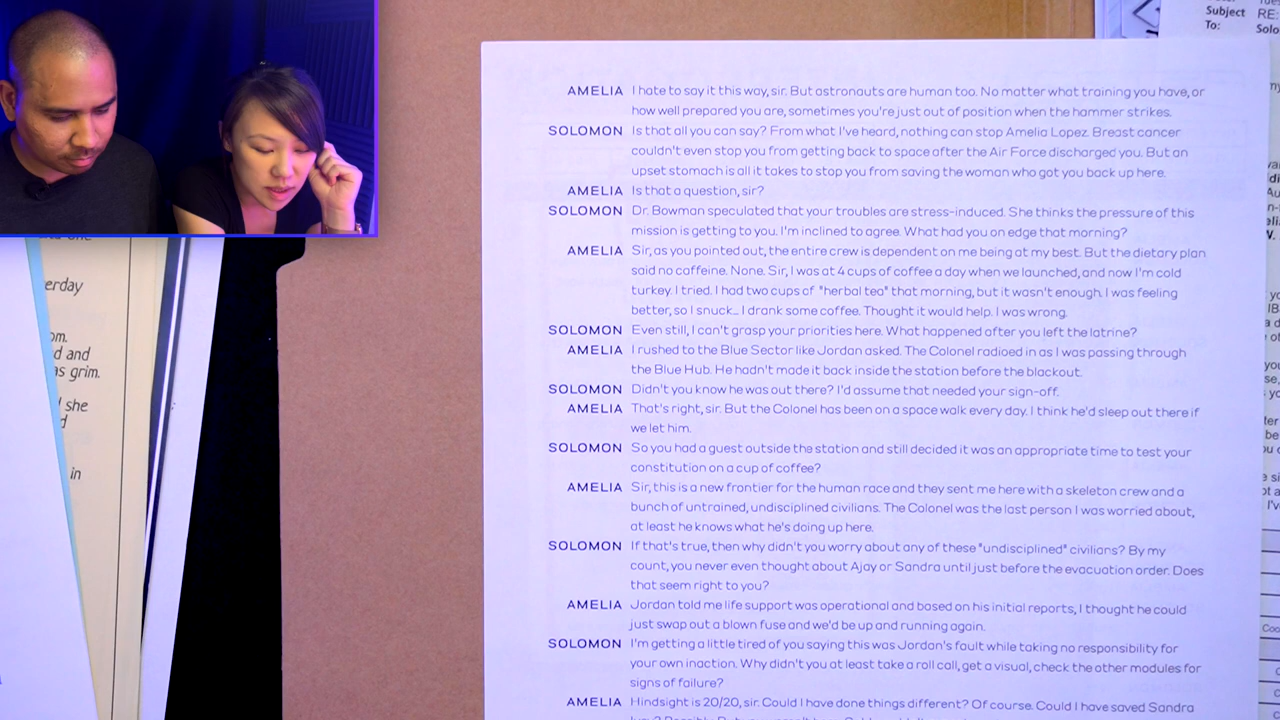 Subject RE:
To: Solo
AMELIA I hate to say it this way, sir. But astronauts are human too. No matter what training you have, or
how well prepared you are, sometimes you're just out of position when the hammer strikes.
SOLOMON Is that all you can say? From what I've heard, nothing can stop Amelia Lopez. Breast cancer
couldn't even stop you from getting back to space after the Air Force discharged you. But an
upset stomach is all it takes to stop you from saving the woman who got you back up here.
AMELIA Is that a question, sir?
SOLOMON Dr. Bowman speculated that your troubles are stress-induced. She thinks the pressure of this
mission is getting to you. I'm inclined to agree. What had you on edge that morning?
AMELIA Sir, as you pointed out, the entire crew is dependent on me being at my best. But the dietary plan
said no caffeine. None. Sir, I was at 4 cups of coffee a day when we launched, and now I'm cold
turkey. I tried. I had two cups of "herbal tea" that morning, but it wasn't enough. I was feeling
better, so I snuck... I drank some coffee. Thought it would help. I was wrong.
SOLOMON Even still, I can't grasp your priorities here. What happened after you left the latrine?
AMELIA I rushed to the Blue Sector like Jordan asked. The Colonel radioed in as I was passing through
the Blue Hub. He hadn't made it back inside the station before the blackout.
SOLOMON Didn't you know he was out there? I'd assume that needed your sign-off.
AMELIA That's right, sir. But the Colonel has been on a space walk every day. I think he'd sleep out there if
we let him.
SOLOMON So you had a guest outside the station and still decided it was an appropriate time to test your
constitution on a cup of coffee?
AMELIA Sir, this is a new frontier for the human race and they sent me here with a skeleton crew and a
bunch of untrained, undisciplined civilians. The Colonel was the last person I was worried about,
at least he knows what he's doing up here.
SOLOMON If that's true, then why didn't you worry about any of these "undisciplined" civilians? By my
count, you never even thought about Ajay or Sandra until just before the evacuation order. Does
that seem right to you?
AMELIA Jordan told me life support was operational and based on his initial reports, I thought he could
just swap out a blown fuse and we'd be up and running again.
SOLOMON I'm getting a little tired of you saying this was Jordan's fault while taking no responsibility for
your own inaction. Why didn't you at least take a roll call, get a visual, check the other modules for
signs of failure?
AMELIA Hindsight is 20/20, sir. Could I have done things different? Of course. Could I have saved Sandra
erday
om.
d and
as grim.
she
d
in